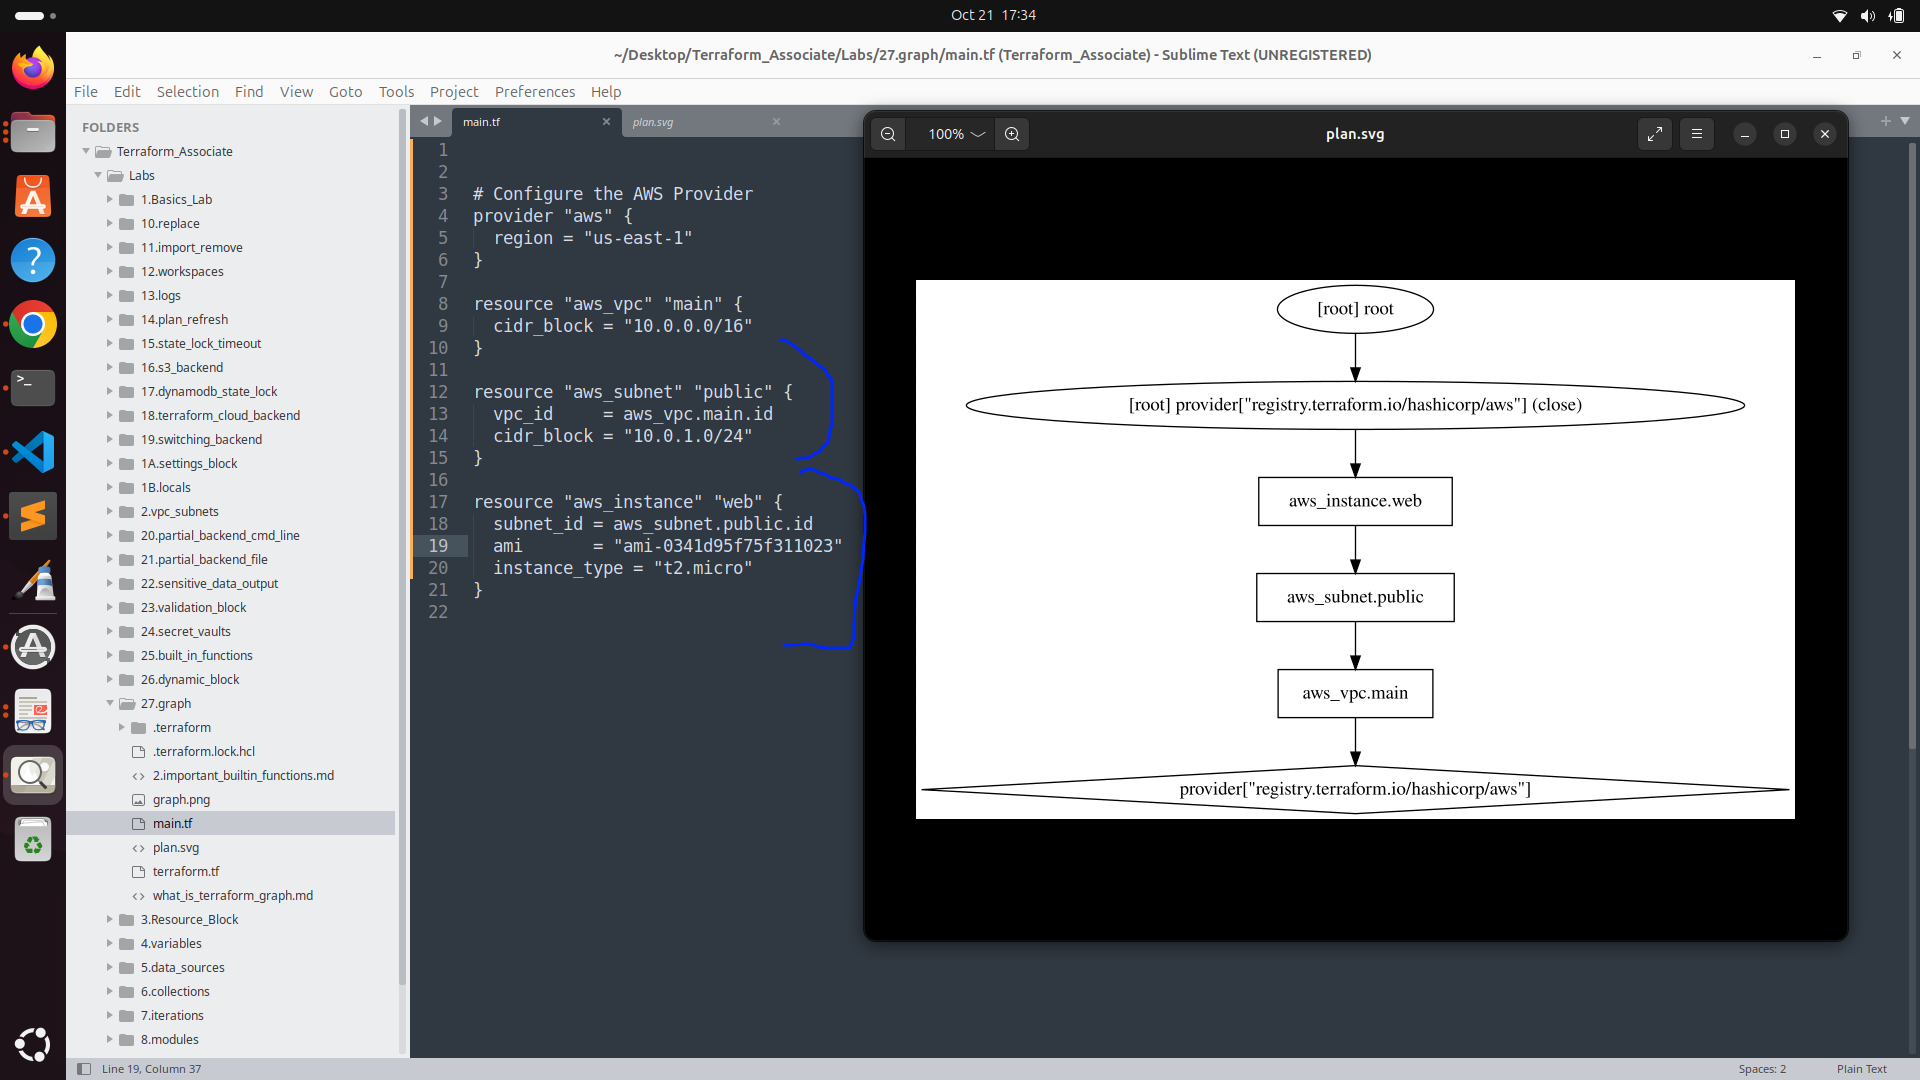 Oct 21 17:34
~/Desktop/Terraform_Associate/Labs/27.graph/main.tf (Terraform_Associate) - Sublime Text (UNREGISTERED)
File Edit Selection Find View Goto Tools Project Preferences Help
FOLDERS
Terraform_Associate
Labs
1.Basics_Lab
10.replace
11.import_remove
12.workspaces
13.logs
14.plan_refresh
15.state_lock_timeout
16.s3_backend
17.dynamodb_state_lock
18.terraform_cloud_backend
19.switching_backend
1A.settings_block
1B.locals
2.vpc_subnets
20.partial_backend_cmd_line
21.partial_backend_file
22.sensitive_data_output
23.validation_block
24.secret_vaults
25.built_in_functions
26.dynamic_block
27.graph
.terraform
.terraform.lock.hcl
2.important_builtin_functions.md
graph.png
main.tf
plan.svg
terraform.tf
what_is_terraform_graph.md
3.Resource_Block
4.variables
5.data_sources
6.collections
7.iterations
8.modules
main.tf
plan.svg
1
2
3 # Configure the AWS Provider
4 provider "aws" {
5 region = "us-east-1"
6 }
7
8 resource "aws_vpc" "main" {
9 cidr_block = "10.0.0.0/16"
10 }
11
12 resource "aws_subnet" "public" {
13 vpc_id     = aws_vpc.main.id
14 cidr_block = "10.0.1.0/24"
15 }
16
17 resource "aws_instance" "web" {
18 subnet_id = aws_subnet.public.id
19 ami       = "ami-0341d95f75f311023"
20 instance_type = "t2.micro"
21 }
22
100%
plan.svg
[root] root
[root] provider["registry.terraform.io/hashicorp/aws"] (close)
aws_instance.web
aws_subnet.public
aws_vpc.main
provider["registry.terraform.io/hashicorp/aws"]
Line 19, Column 37
Spaces: 2
Plain Text